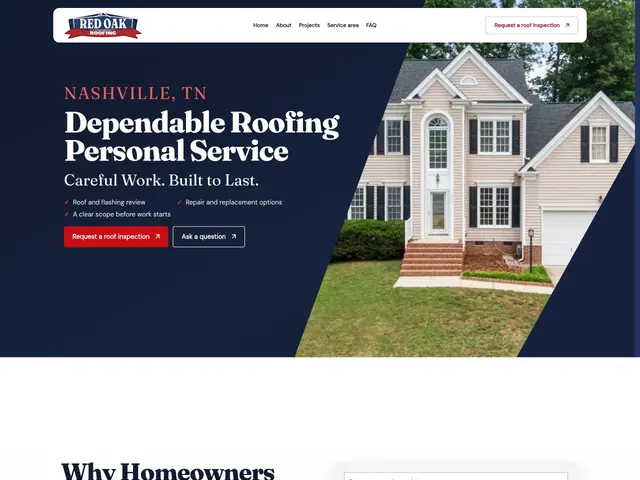 RED OAK
ROOFING
Home About Projects Service area FAQ
Request a roof inspection
NASHVILLE, TN
Dependable Roofing
Personal Service
Careful Work. Built to Last.
✓ Roof and flashing review ✓ Repair and replacement options
✓ A clear scope before work starts
Request a roof inspection Ask a question
Why Homeowners